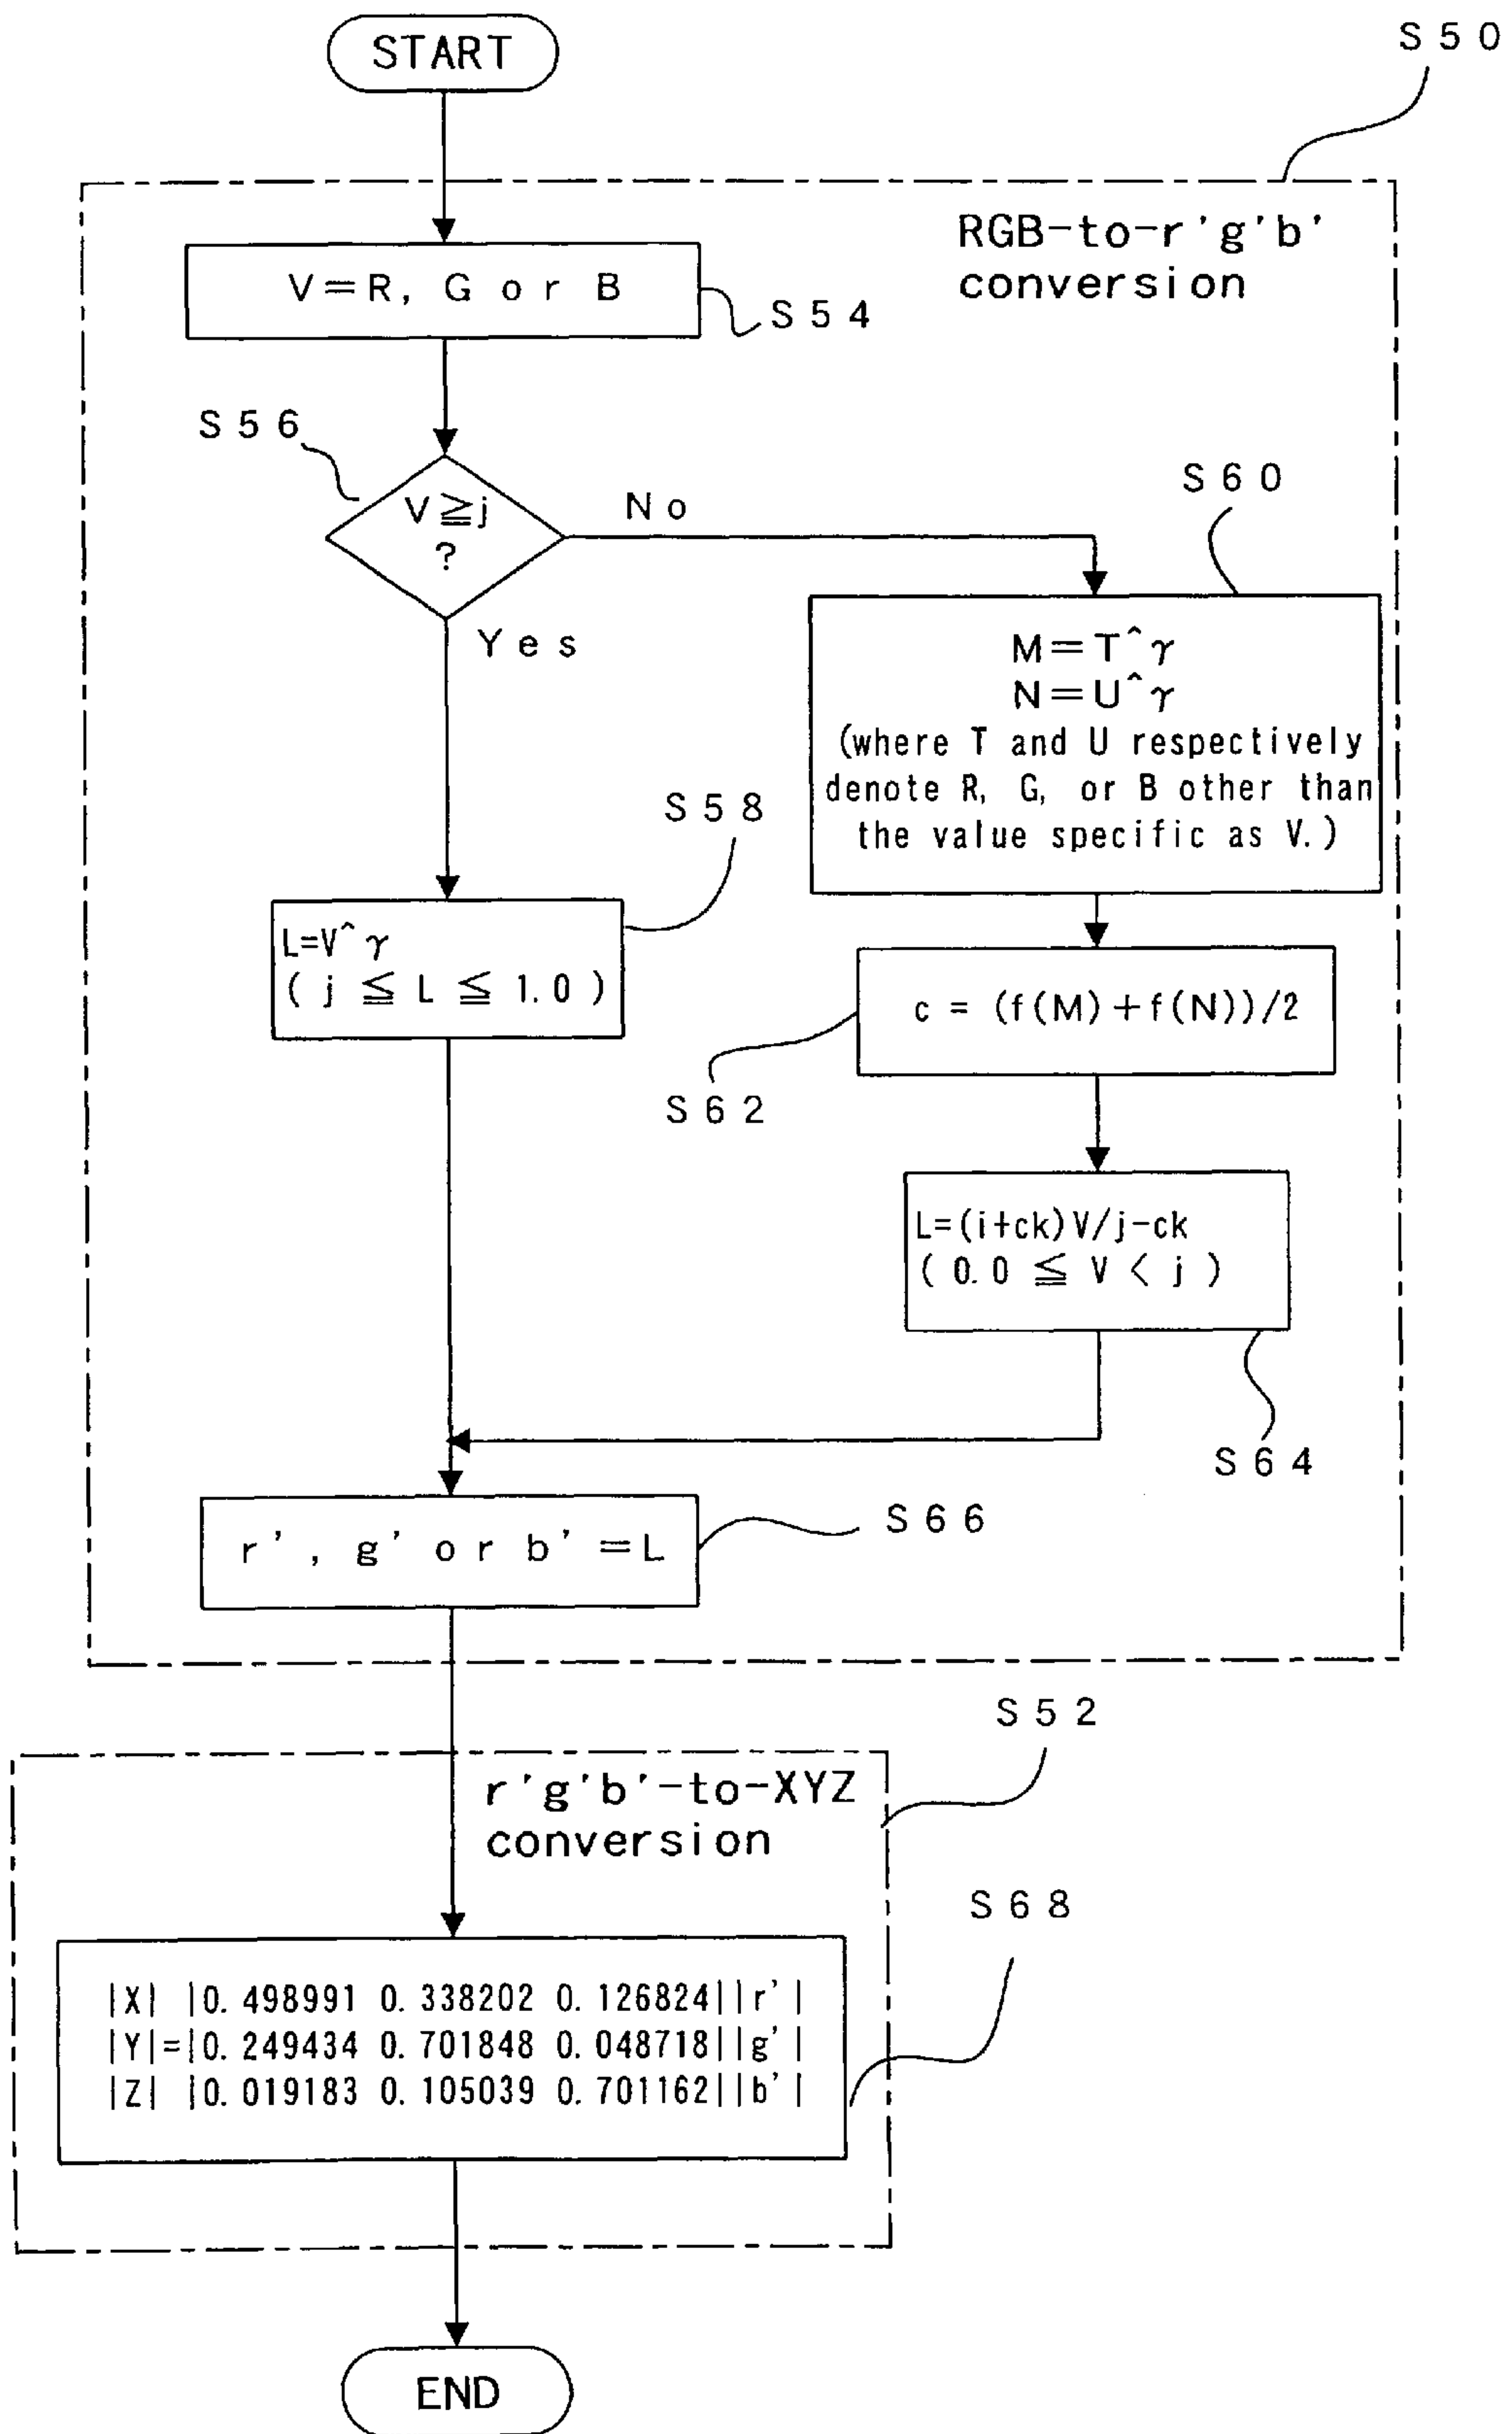 START
S50
RGB-to-r'g'b'
conversion
V=R, G or B
S54
S56
V≧j
?
No
Yes
S60
M=T^γ
N=U^γ
(where T and U respectively
denote R, G, or B other than
the value specific as V.)
S58
L=V^γ
( j ≦ L ≦ 1.0 )
c = (f(M)+f(N))/2
S62
L=(i+ck)V/j-ck
( 0.0 ≦ V < j )
S64
r', g' or b'=L
S66
S52
r'g'b'-to-XYZ
conversion
S68
|X| |0.498991 0.338202 0.126824||r'|
|Y|=|0.249434 0.701848 0.048718||g'|
|Z| |0.019183 0.105039 0.701162||b'|
END